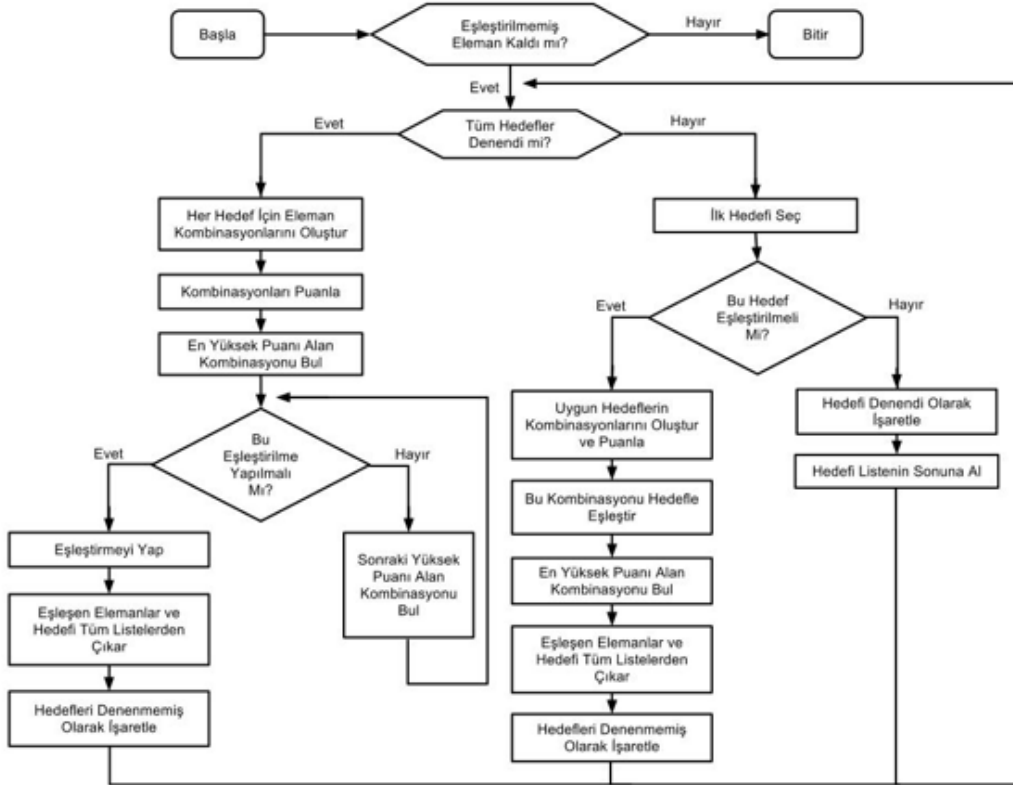 Başla
Eşleştirilmemiş
Eleman Kaldı mı?
Hayır
Bitir
Evet
Tüm Hedefler
Denendi mi?
Evet
Hayır
Her Hedef İçin Eleman
Kombinasyonlarını Oluştur
Kombinasyonları Puanla
En Yüksek Puanı Alan
Kombinasyonu Bul
Bu
Eşleştirilme
Yapılmalı
Mı?
Evet
Hayır
Eşleştirmeyi Yap
Eşleşen Elemanlar ve
Hedefi Tüm Listelerden
Çıkar
Hedefleri Denenmemiş
Olarak İşaretle
Sonraki Yüksek
Puanı Alan
Kombinasyonu
Bul
İlk Hedefi Seç
Bu Hedef
Eşleştirilmeli
Mi?
Evet
Hayır
Uygun Hedeflerin
Kombinasyonlarını Oluştur
ve Puanla
Bu Kombinasyonu Hedefle
Eşleştir
En Yüksek Puanı Alan
Kombinasyonu Bul
Eşleşen Elemanlar ve
Hedefi Tüm Listelerden
Çıkar
Hedefleri Denenmemiş
Olarak İşaretle
Hedefi Denendi Olarak
İşaretle
Hedefi Listenin Sonuna Al